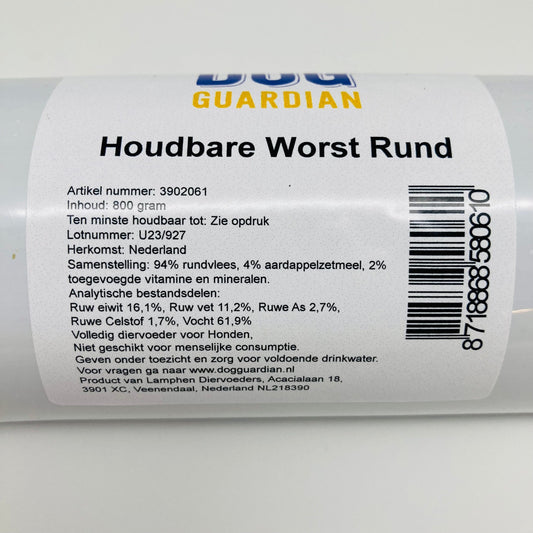 DOG
GUARDIAN
Houdbare Worst Rund
Artikel nummer: 3902061
Inhoud: 800 gram
Ten minste houdbaar tot: Zie opdruk
Lotnummer: U23/927
Herkomst: Nederland
Samenstelling: 94% rundvlees, 4% aardappelzetmeel, 2%
toegevoegde vitamine en mineralen.
Analytische bestandsdelen:
Ruw eiwit 16,1%, Ruw vet 11,2%, Ruwe As 2,7%,
Ruwe Celstof 1,7%, Vocht 61,9%
Volledig diervoeder voor Honden,
Niet geschikt voor menselijke consumptie.
Geven onder toezicht en zorg voor voldoende drinkwater.
Voor vragen ga naar www.dogguardian.nl
Product van Lamphen Diervoeders, Acacialaan 18,
3901 XC, Veenendaal, Nederland NL218390
8 718868 580610